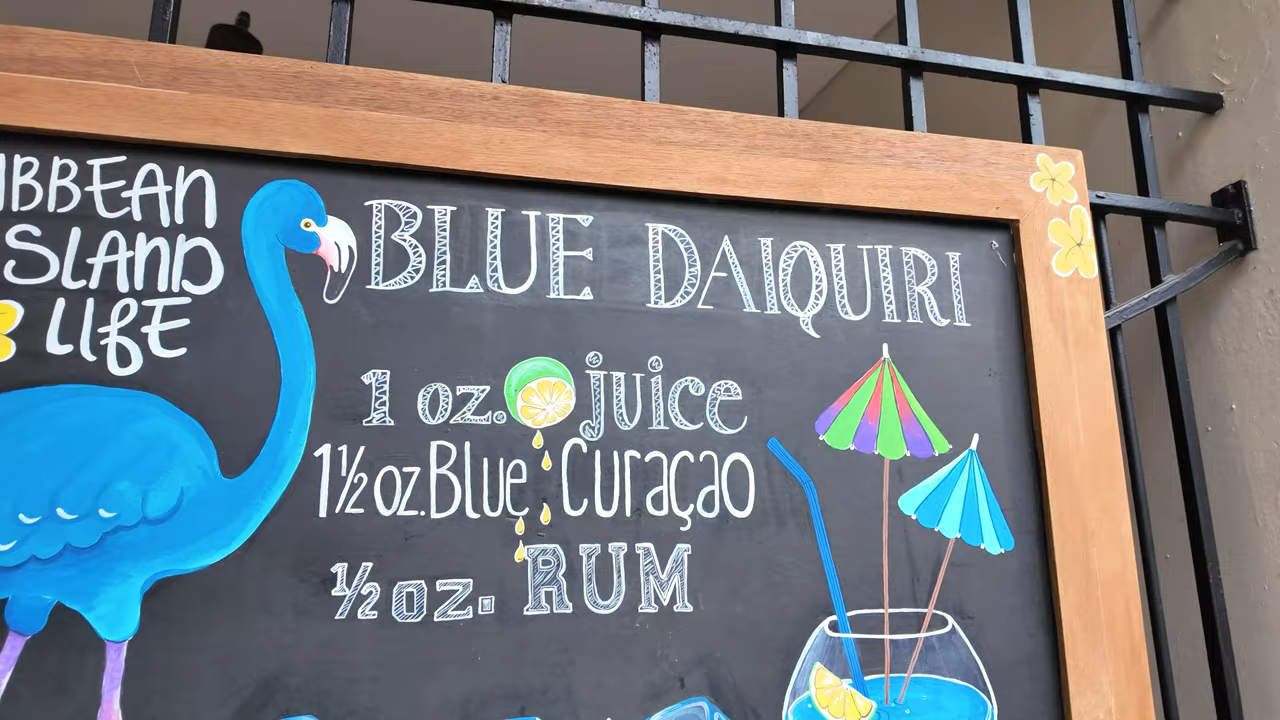 IBBEAN
SLAND
LIFE
BLUE DAIQUIRI
1 oz. juice
1½ oz. Blue Curaçao
½ oz. RUM